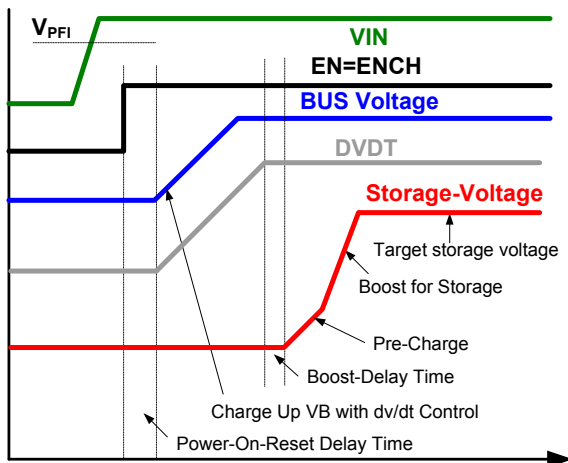 VPFI
VIN
EN=ENCH
BUS Voltage
DVDT
Storage-Voltage
Target storage voltage
Boost for Storage
Pre-Charge
Boost-Delay Time
Charge Up VB with dv/dt Control
Power-On-Reset Delay Time